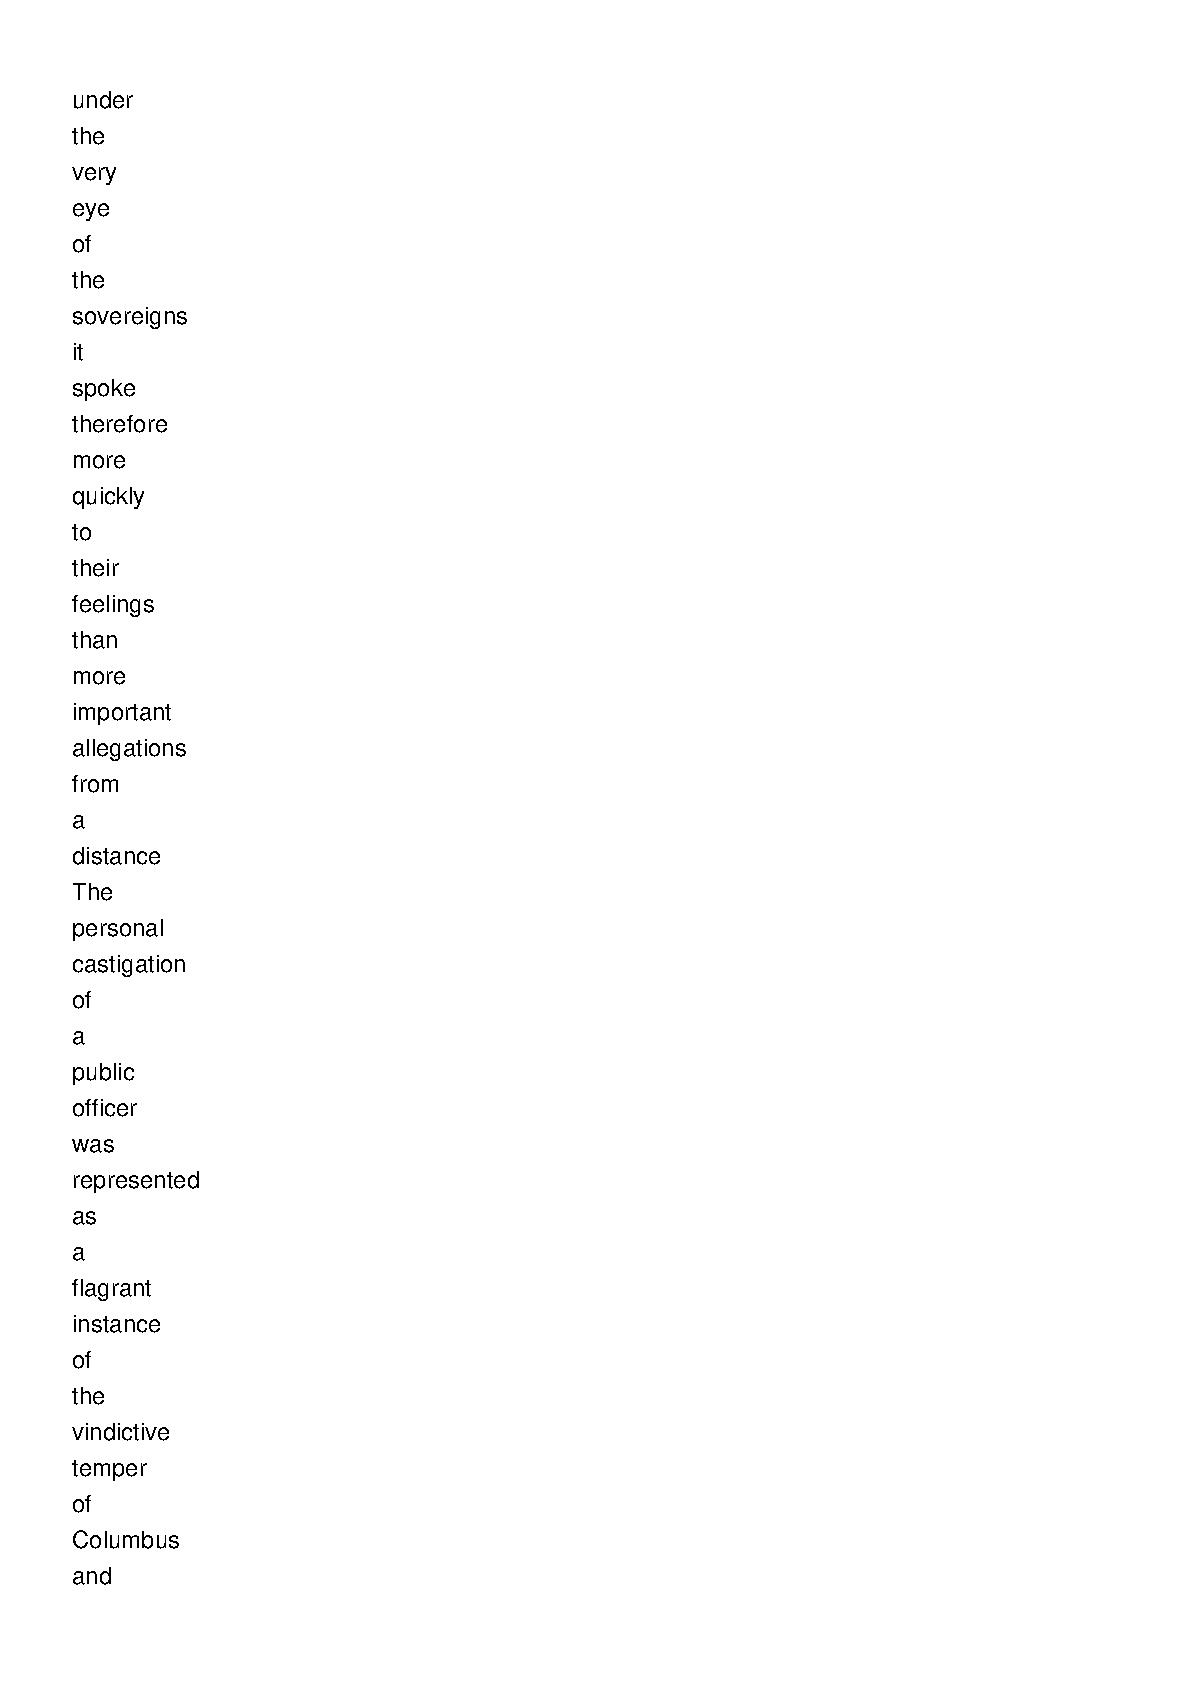 under
the
very
eye
of
the
sovereigns
it
spoke
therefore
more
quickly
to
their
feelings
than
more
important
allegations
from
a
distance
The
personal
castigation
of
a
public
officer
was
represented
as
a
flagrant
instance
of
the
vindictive
temper
of
Columbus
and